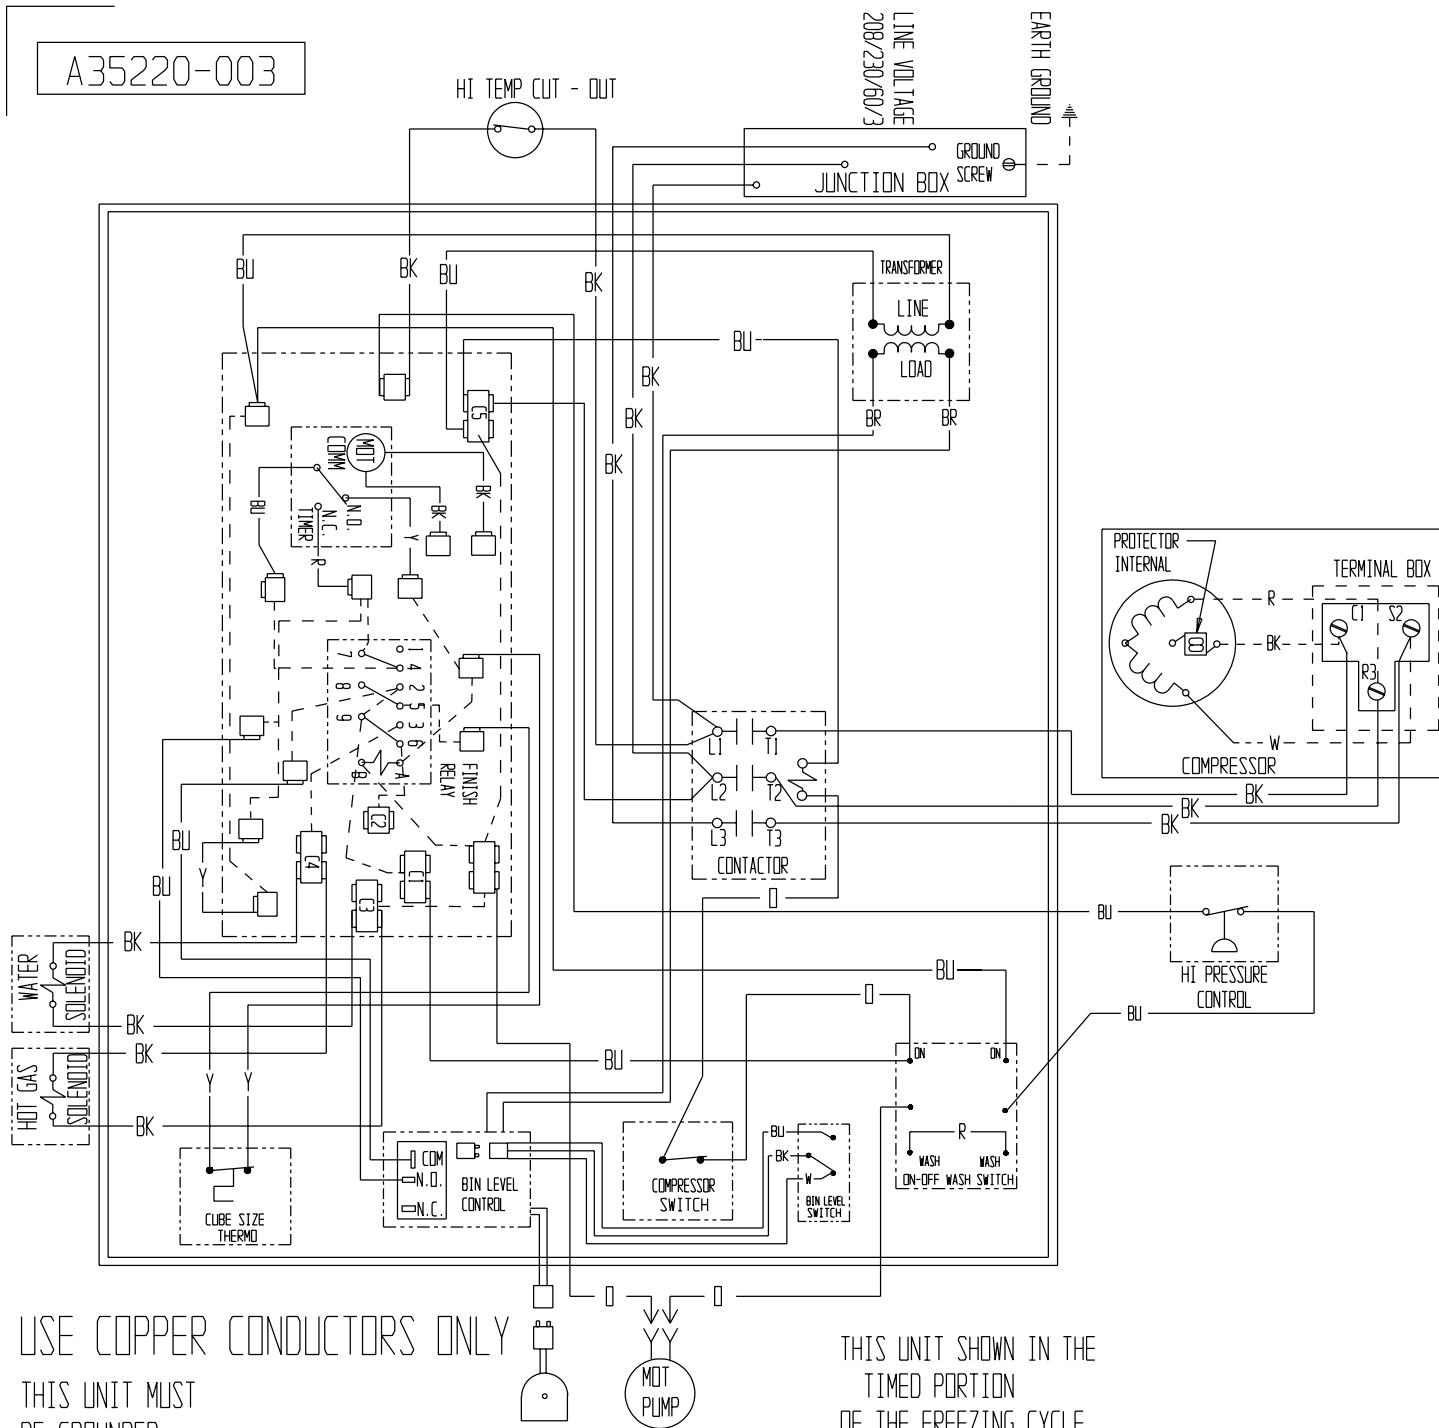 A35220-003
HI TEMP CUT - OUT
LINE VOLTAGE
208/230/60/3
EARTH GROUND
GROUND
SCREW
JUNCTION BOX
BU
BK
BU
BK
TRANSFORMER
LINE
LOAD
BU
BK
BK
BK
BR
BR
C5
MOT
COMM
N.O.
N.C.
TIMER
BU
BK
BK
Y
R
PROTECTOR
INTERNAL
TERMINAL BOX
C1
S2
R3
R
BK
W
COMPRESSOR
1
4
7
2
5
8
3
6
9
A
B
FINISH
RELAY
C2
C4
C1
C3
L1
T1
L2
T2
L3
T3
CONTACTOR
BK
BK
BK
BU
BU
Y
BU
HI PRESSURE
CONTROL
BU
BK
WATER
SOLENOID
BK
BK
HOT GAS
SOLENOID
BK
Y
Y
BU
BU
ON
ON
R
WASH
WASH
ON-OFF WASH SWITCH
COM
N.O.
N.C.
BIN LEVEL
CONTROL
COMPRESSOR
SWITCH
BU
BK
W
BIN LEVEL
SWITCH
CUBE SIZE
THERMO
USE COPPER CONDUCTORS ONLY
THIS UNIT MUST
BE GROUNDED
MOT
PUMP
THIS UNIT SHOWN IN THE
TIMED PORTION
OF THE FREEZING CYCLE